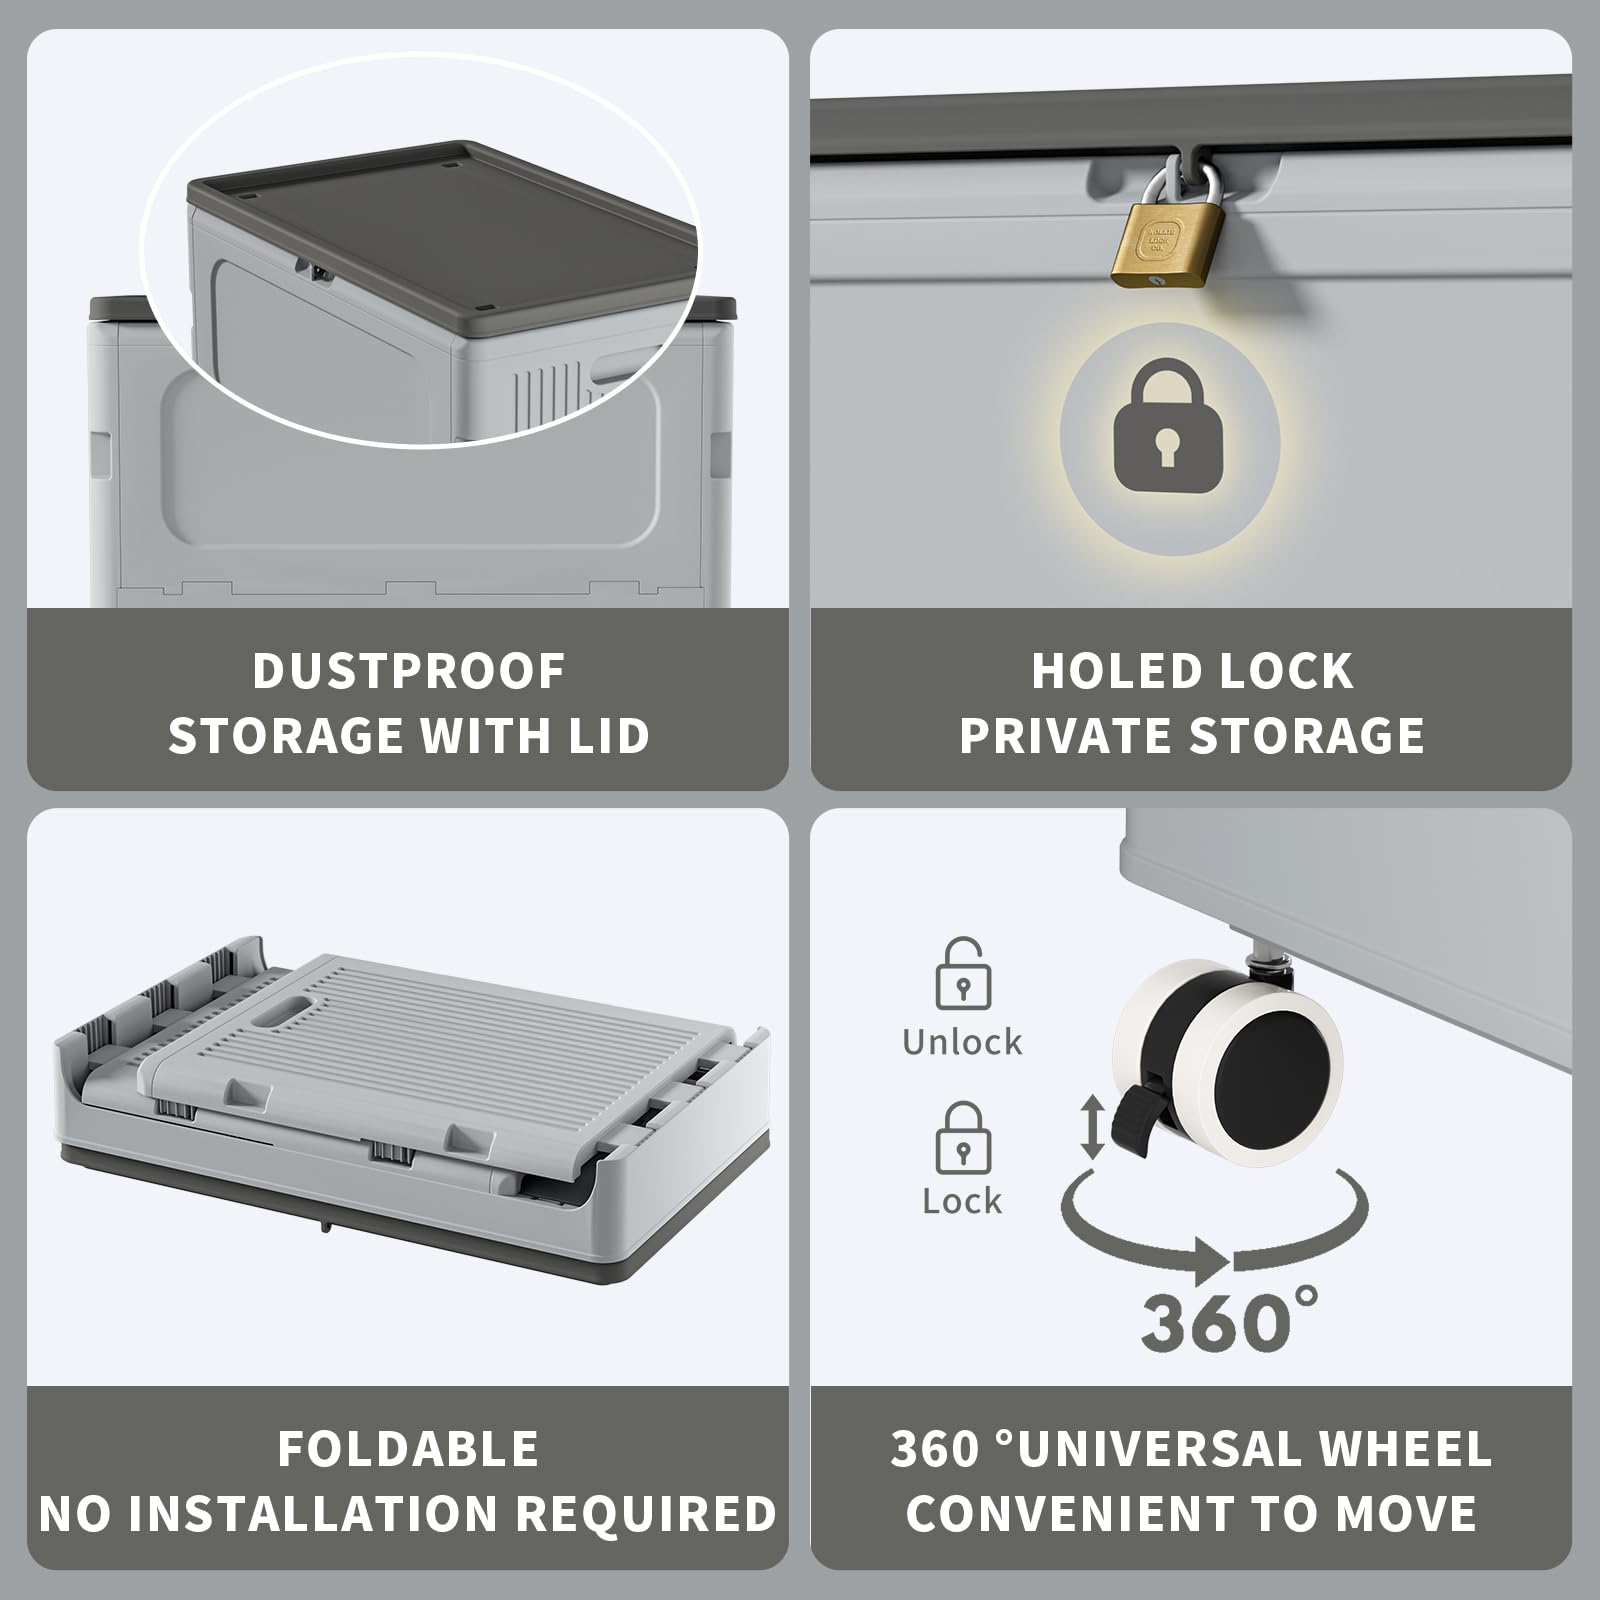 DUSTPROOF
STORAGE WITH LID
HOLED LOCK
PRIVATE STORAGE
FOLDABLE
NO INSTALLATION REQUIRED
Unlock
Lock
360°
360 °UNIVERSAL WHEEL
CONVENIENT TO MOVE